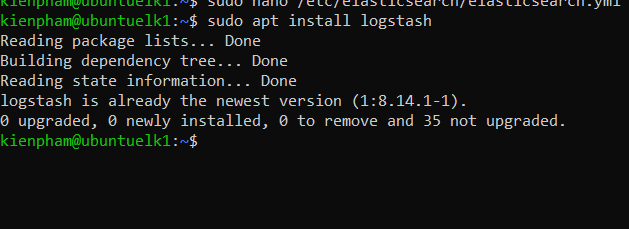 kienpham@ubuntuelk1:~$ sudo nano /etc/elasticsearch/elasticsearch.yml
kienpham@ubuntuelk1:~$ sudo apt install logstash
Reading package lists... Done
Building dependency tree... Done
Reading state information... Done
logstash is already the newest version (1:8.14.1-1).
0 upgraded, 0 newly installed, 0 to remove and 35 not upgraded.
kienpham@ubuntuelk1:~$